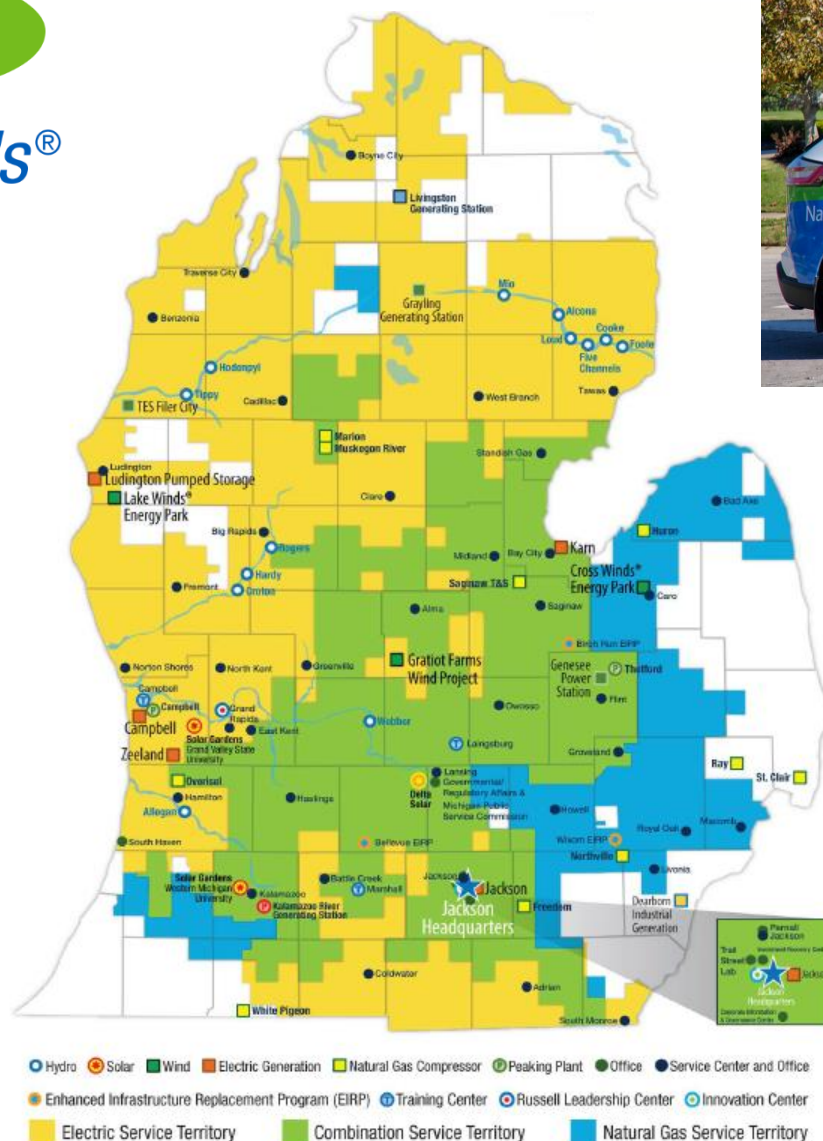 s®
Na
Boyne City
Livingston
Generating Station
Traverse City
Grayling
Generating Station
Mio
Benzonia
Alcona
Cooke
Loud
Foote
Five
Channels
Hodenpyl
Tippy
Cadillac
West Branch
Tawas
TES Filer City
Marion
Muskegon River
Standish Gas
Ludington
Ludington Pumped Storage
Lake Winds®
Energy Park
Clare
Bad Axe
Big Rapids
Rogers
Huron
Karn
Midland
Bay City
Cross Winds®
Energy Park
Hardy
Saginaw T&S
Fremont
Croton
Caro
Alma
Saginaw
Birch Run EIRP
Norton Shores
North Kent
Greenville
Gratiot Farms
Wind Project
Genesee
Power
Station
Thetford
Campbell
Campbell
Campbell
Grand
Rapids
Flint
Owosso
East Kent
Webber
Solar Gardens
Grand Valley State
University
Laingsburg
Zeeland
Groveland
Ray
St. Clair
Overisel
Lansing
Hamilton
Hastings
Delta
Solar
Governmental/
Regulatory Affairs &
Michigan Public
Service Commission
Allegan
Howell
Macomb
Royal Oak
South Haven
Bellevue EIRP
Wixom EIRP
Northville
Livonia
Solar Gardens
Western Michigan
University
Kalamazoo
Battle Creek
Marshall
Jackson
Jackson
Kalamazoo River
Generating Station
Jackson
Headquarters
Freedom
Dearborn
Industrial
Generation
Parnall
Jackson
Trail
Street
Lab
Jackson
Headquarters
Coldwater
Adrian
White Pigeon
South Monroe
Hydro Solar Wind Electric Generation Natural Gas Compressor P Peaking Plant Office Service Center and Office
Enhanced Infrastructure Replacement Program (EIRP) T Training Center Russell Leadership Center Innovation Center
Electric Service Territory Combination Service Territory Natural Gas Service Territory